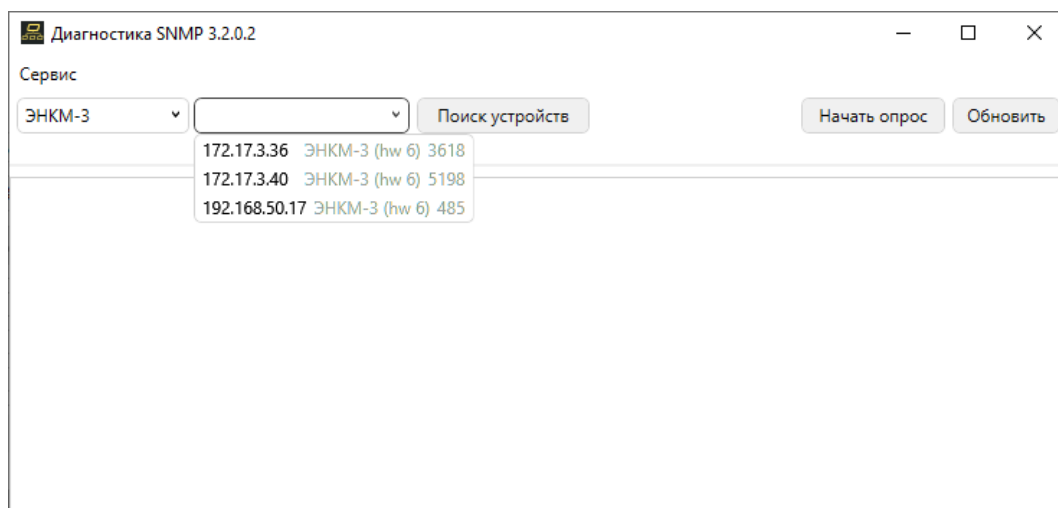 Диагностика SNMP 3.2.0.2
Сервис
ЭНКМ-3 Поиск устройств Начать опрос Обновить
172.17.3.36 ЭНКМ-3 (hw 6) 3618
172.17.3.40 ЭНКМ-3 (hw 6) 5198
192.168.50.17 ЭНКМ-3 (hw 6) 485